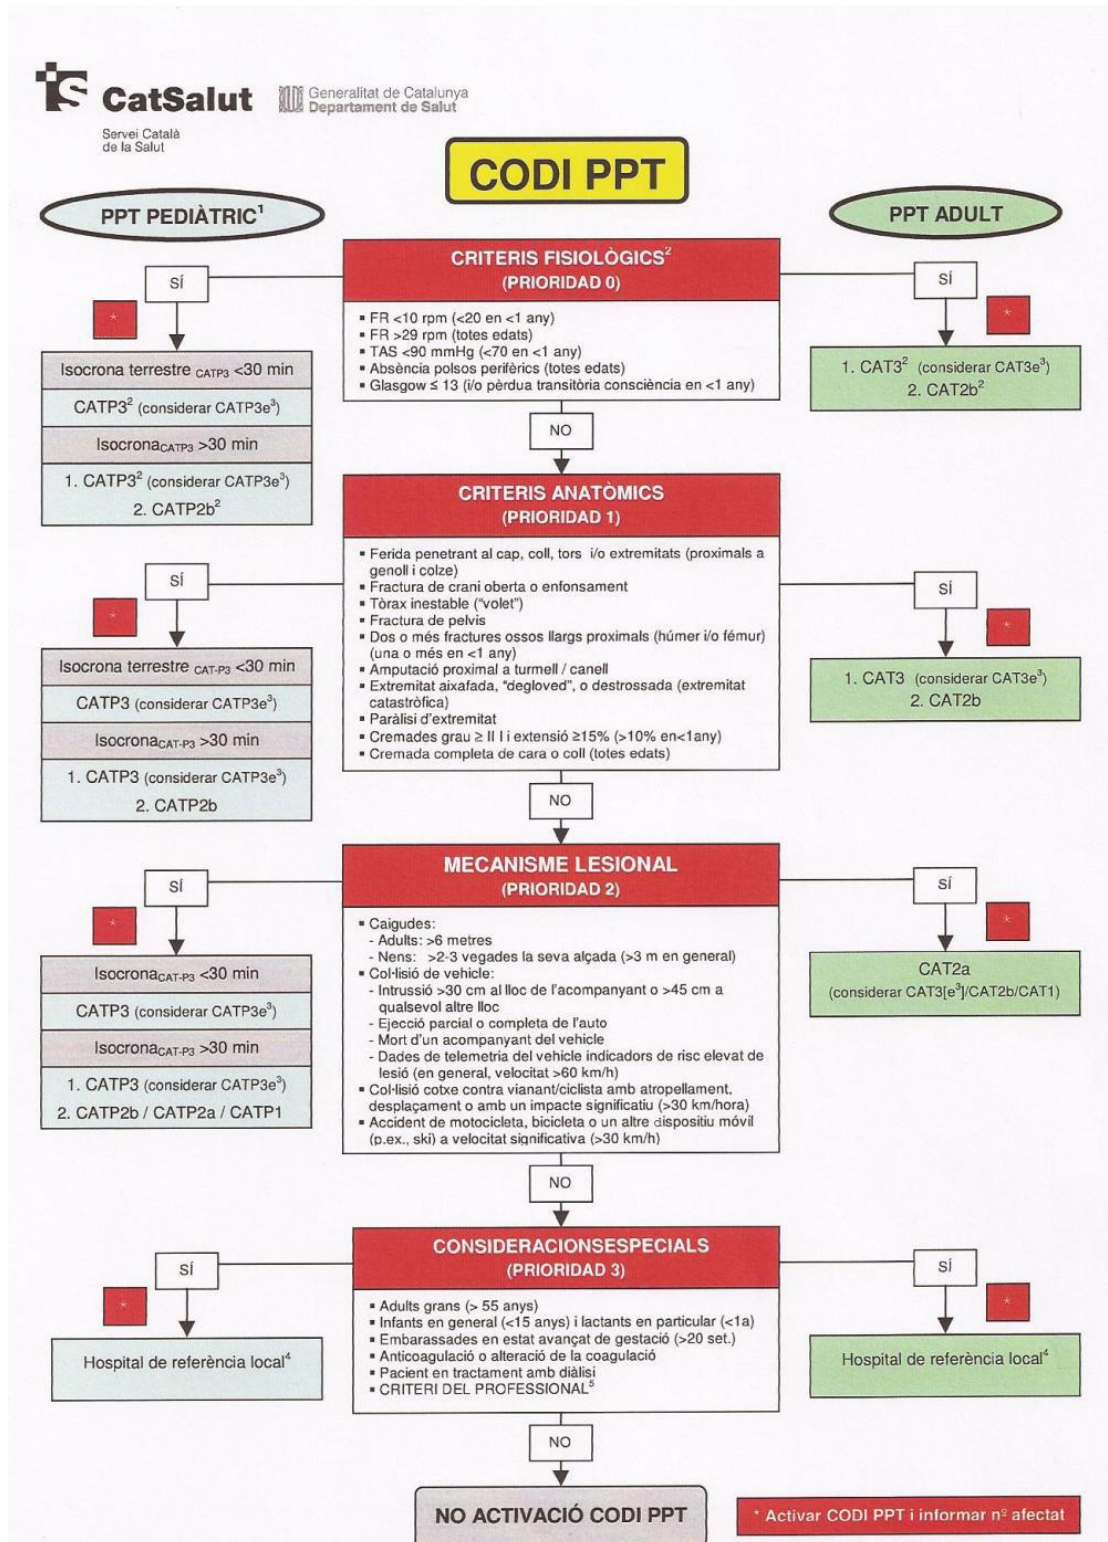 CatSalut
Servei Català
de la Salut
Generalitat de Catalunya
Departament de Salut
CODI PPT
PPT PEDIÀTRIC¹
PPT ADULT
CRITERIS FISIOLÒGICS²
(PRIORIDAD 0)
▪ FR <10 rpm (<20 en <1 any)
▪ FR >29 rpm (totes edats)
▪ TAS <90 mmHg (<70 en <1 any)
▪ Absència polsos perifèrics (totes edats)
▪ Glasgow ≤ 13 (i/o pèrdua transitòria consciència en <1 any)
SÍ
*
Isocrona terrestre CATP3 <30 min
CATP3² (considerar CATP3e³)
Isocrona CATP3 >30 min
1. CATP3² (considerar CATP3e³)
2. CATP2b²
SÍ
*
1. CAT3² (considerar CAT3e³)
2. CAT2b²
NO
CRITERIS ANATÒMICS
(PRIORIDAD 1)
▪ Ferida penetrant al cap, coll, tors i/o extremitats (proximals a
genoll i colze)
▪ Fractura de crani oberta o enfonsament
▪ Tòrax inestable (“volet”)
▪ Fractura de pelvis
▪ Dos o més fractures ossos llargs proximals (húmer i/o fémur)
(una o més en <1 any)
▪ Amputació proximal a turmell / canell
▪ Extremitat aixafada, “degloved”, o destrossada (extremitat
catastròfica)
▪ Paràlisi d’extremitat
▪ Cremades grau ≥ II I i extensió ≥15% (>10% en<1any)
▪ Cremada completa de cara o coll (totes edats)
SÍ
*
Isocrona terrestre CAT-P3 <30 min
CATP3 (considerar CATP3e³)
Isocrona CAT-P3 >30 min
1. CATP3 (considerar CATP3e³)
2. CATP2b
SÍ
*
1. CAT3 (considerar CAT3e³)
2. CAT2b
NO
MECANISME LESIONAL
(PRIORIDAD 2)
▪ Caigudes:
- Adults: >6 metres
- Nens: >2-3 vegades la seva alçada (>3 m en general)
▪ Col·lisió de vehicle:
- Intrussió >30 cm al lloc de l’acompanyant o >45 cm a
qualsevol altre lloc
- Ejecció parcial o completa de l’auto
- Mort d’un acompanyant del vehicle
- Dades de telemetria del vehicle indicadors de risc elevat de
lesió (en general, velocitat >60 km/h)
▪ Col·lisió cotxe contra vianant/ciclista amb atropellament,
desplaçament o amb un impacte significatiu (>30 km/hora)
▪ Accident de motocicleta, bicicleta o un altre dispositiu móvil
(p.ex., ski) a velocitat significativa (>30 km/h)
SÍ
*
Isocrona CAT-P3 <30 min
CATP3 (considerar CATP3e³)
Isocrona CAT-P3 >30 min
1. CATP3 (considerar CATP3e³)
2. CATP2b / CATP2a / CATP1
SÍ
*
CAT2a
(considerar CAT3[e³]/CAT2b/CAT1)
NO
CONSIDERACIONSESPECIALS
(PRIORIDAD 3)
▪ Adults grans (> 55 anys)
▪ Infants en general (<15 anys) i lactants en particular (<1a)
▪ Embarassades en estat avançat de gestació (>20 set.)
▪ Anticoagulació o alteració de la coagulació
▪ Pacient en tractament amb diàlisi
▪ CRITERI DEL PROFESSIONAL⁵
SÍ
*
Hospital de referència local⁴
SÍ
*
Hospital de referència local⁴
NO
NO ACTIVACIÓ CODI PPT
* Activar CODI PPT i informar nº afectat